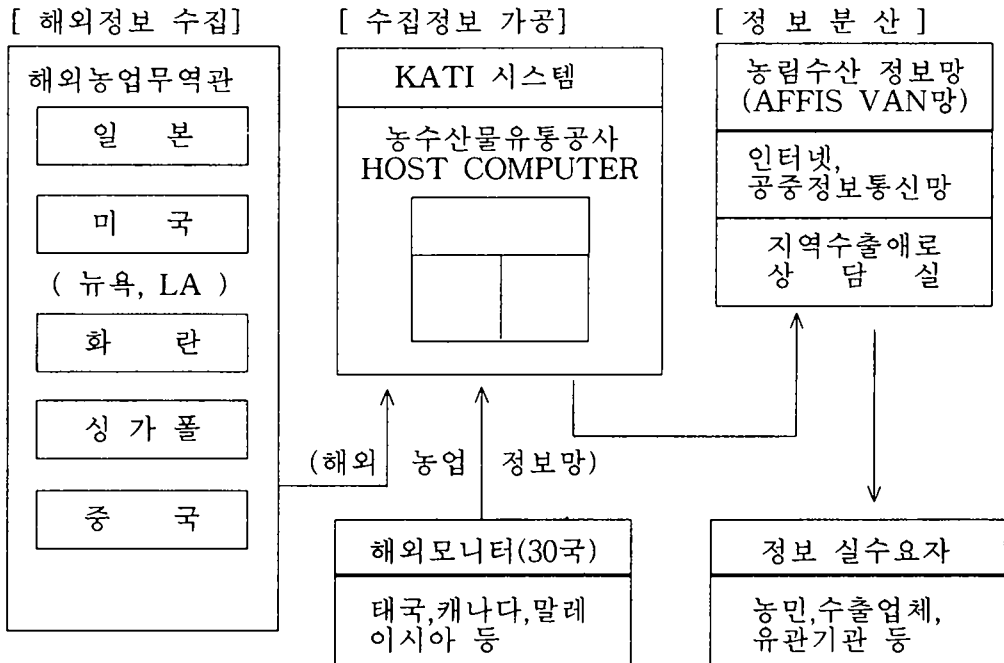 [ 해외정보 수집]
해외농업무역관
일 본
미 국
( 뉴욕, LA )
화 란
싱 가 폴
중 국
[ 수집정보 가공]
KATI 시스템
농수산물유통공사
HOST COMPUTER
(해외 농업 정보망)
해외모니터(30국)
태국,캐나다,말레
이시아 등
[ 정 보 분 산 ]
농림수산 정보망
(AFFIS VAN망)
인터넷,
공중정보통신망
지역수출애로
상 담 실
정보 실수요자
농민,수출업체,
유관기관 등